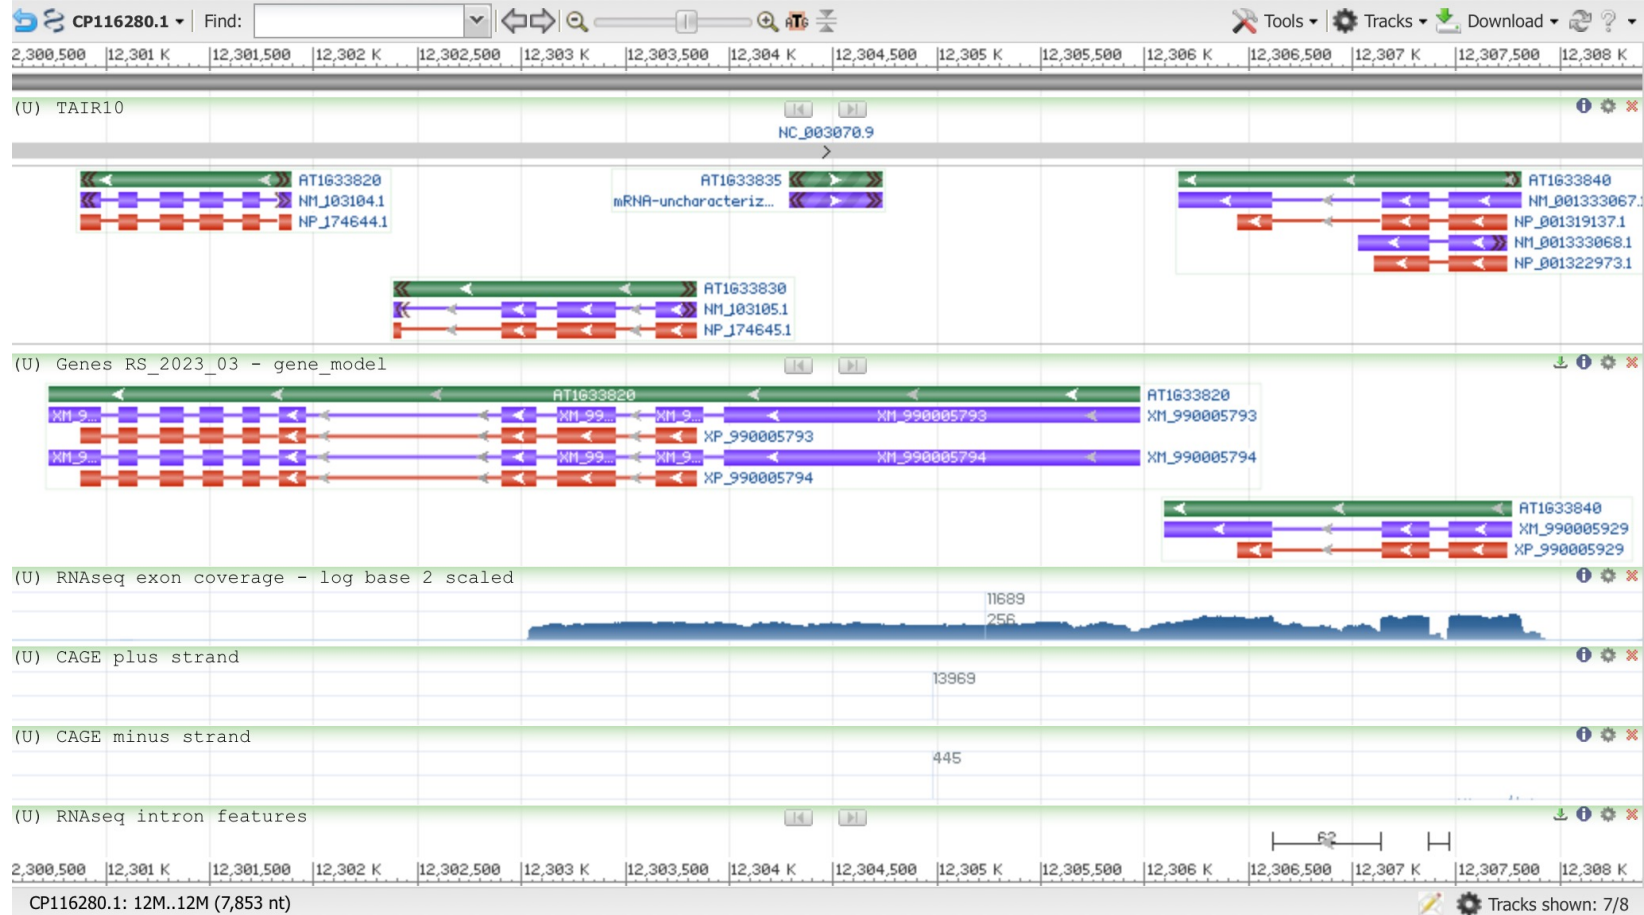 CP116280.1 Find: ATG Tools Tracks Download ?
2,300,500 12,301 K 12,301,500 12,302 K 12,302,500 12,303 K 12,303,500 12,304 K 12,304,500 12,305 K 12,305,500 12,306 K 12,306,500 12,307 K 12,307,500 12,308 K
(U) TAIR10
NC_003070.9
AT1G33820 AT1G33835 AT1G33840
NM_103104.1 mRNA-uncharacteriz... NM_001333067.
NP_174644.1 NP_001319137.1
NM_001333068.1
NP_001322973.1
AT1G33830
NM_103105.1
NP_174645.1
(U) Genes RS_2023_03 - gene_model
AT1G33820 AT1G33820
XM_9... XM_99... XM_9... XM_990005793 XM_990005793
XP_990005793
XM_9... XM_99... XM_9... XM_990005794 XM_990005794
XP_990005794
AT1G33840
XM_990005929
XP_990005929
(U) RNAseq exon coverage - log base 2 scaled
11689
256
(U) CAGE plus strand
13969
(U) CAGE minus strand
445
(U) RNAseq intron features
62
2,300,500 12,301 K 12,301,500 12,302 K 12,302,500 12,303 K 12,303,500 12,304 K 12,304,500 12,305 K 12,305,500 12,306 K 12,306,500 12,307 K 12,307,500 12,308 K
CP116280.1: 12M..12M (7,853 nt) Tracks shown: 7/8